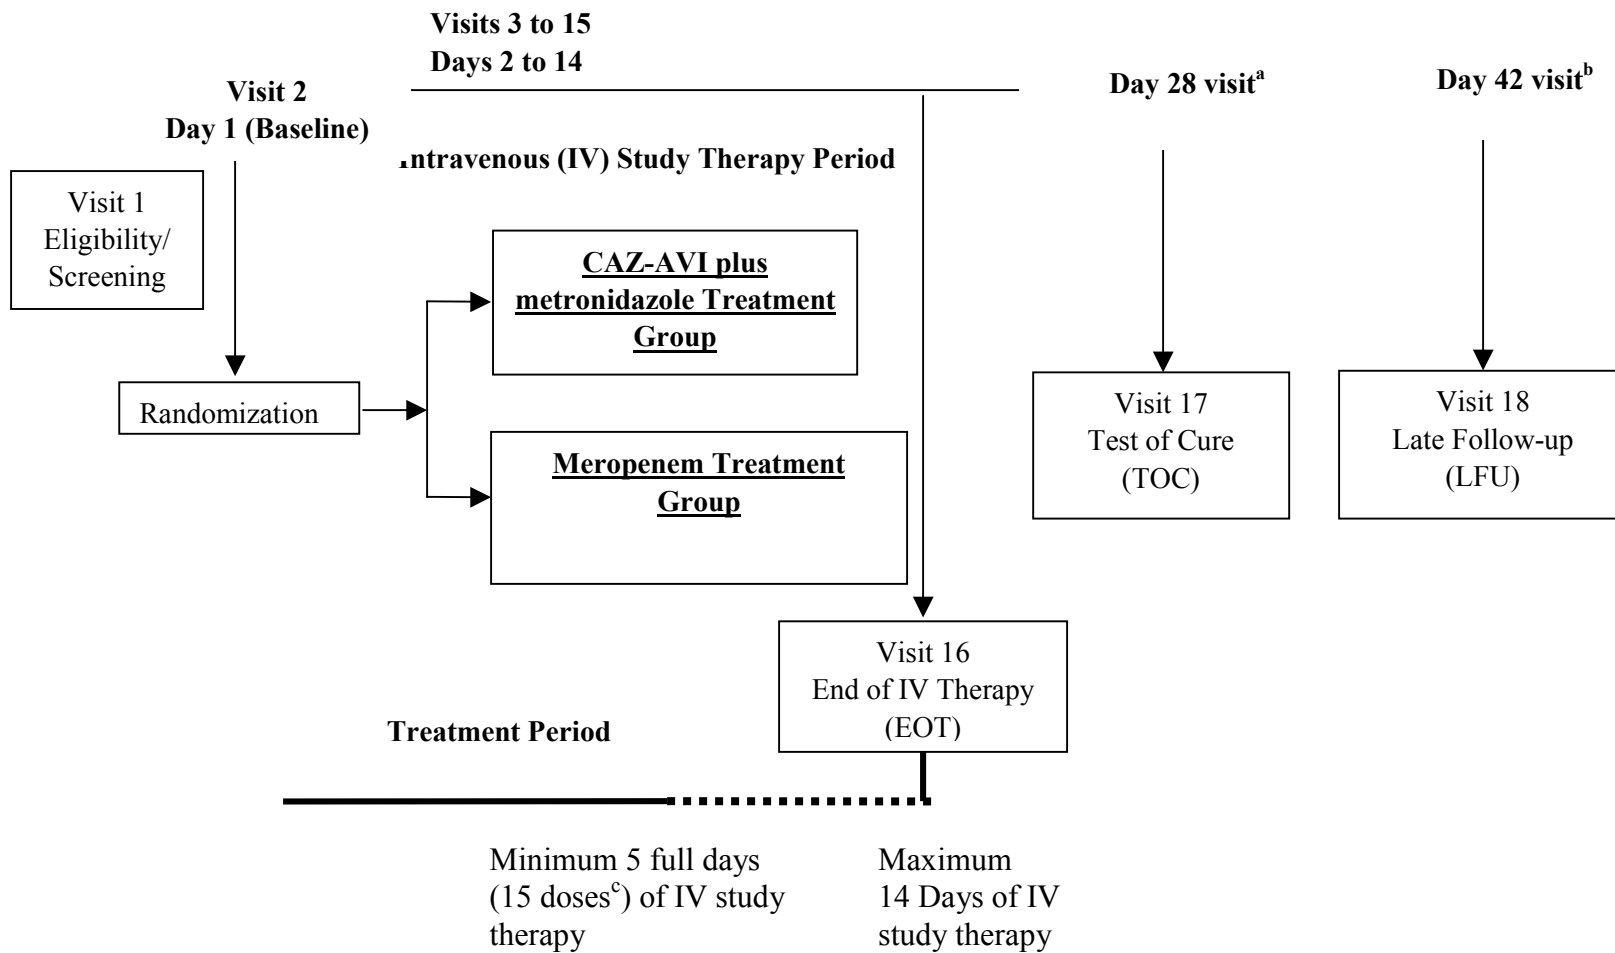 Visits 3 to 15
Days 2 to 14
Visit 2
Day 1 (Baseline)
Day 28 visitᵃ
Day 42 visitᵇ
Intravenous (IV) Study Therapy Period
Visit 1
Eligibility/
Screening
CAZ-AVI plus
metronidazole Treatment
Group
Randomization
Meropenem Treatment
Group
Visit 17
Test of Cure
(TOC)
Visit 18
Late Follow-up
(LFU)
Visit 16
End of IV Therapy
(EOT)
Treatment Period
Minimum 5 full days
(15 dosesᶜ) of IV study
therapy
Maximum
14 Days of IV
study therapy